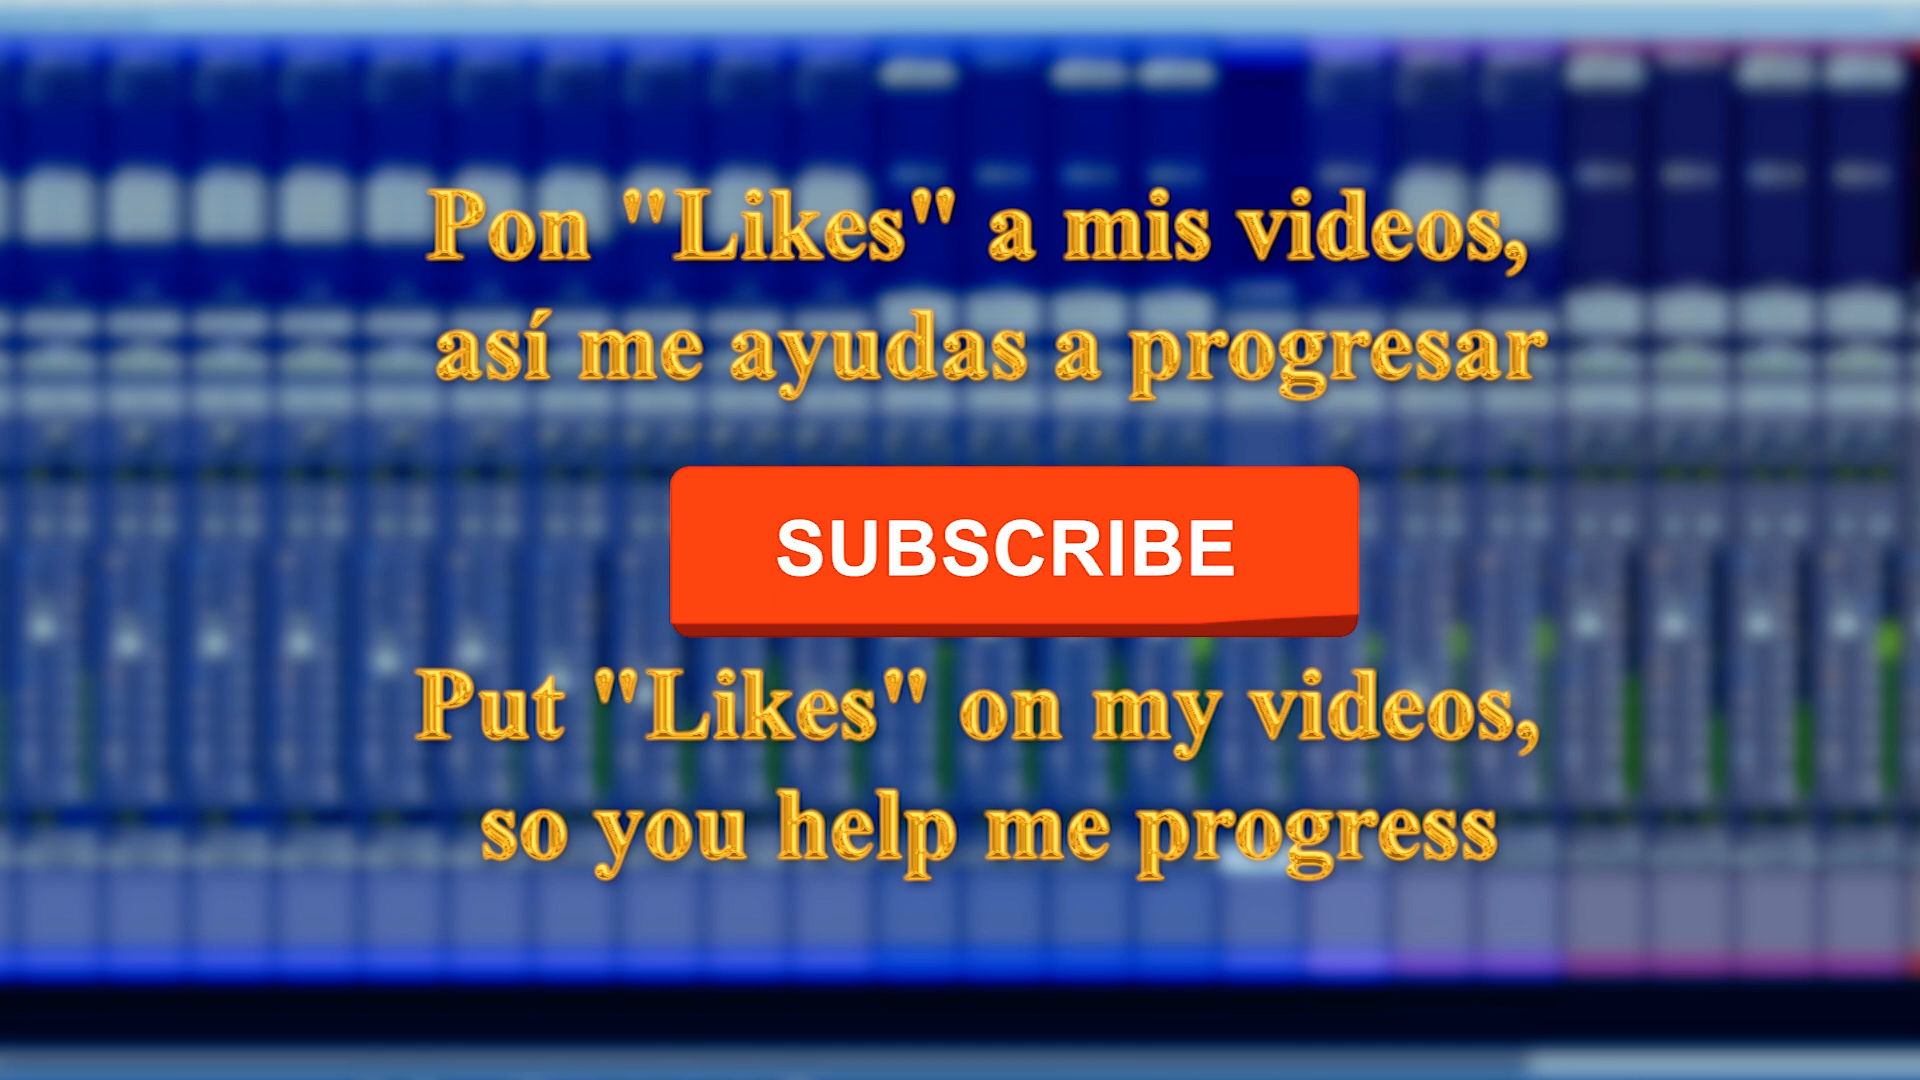 Pon "Likes" a mis videos,
así me ayudas a progresar
SUBSCRIBE
Put "Likes" on my videos,
so you help me progress